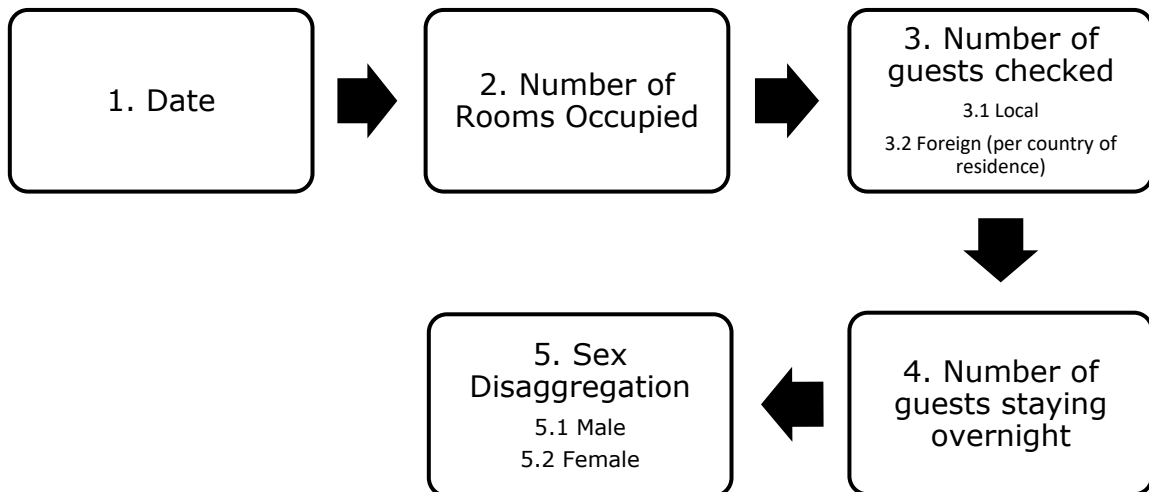 1. Date
2. Number of
Rooms Occupied
3. Number of
guests checked
3.1 Local
3.2 Foreign (per country of
residence)
4. Number of
guests staying
overnight
5. Sex
Disaggregation
5.1 Male
5.2 Female